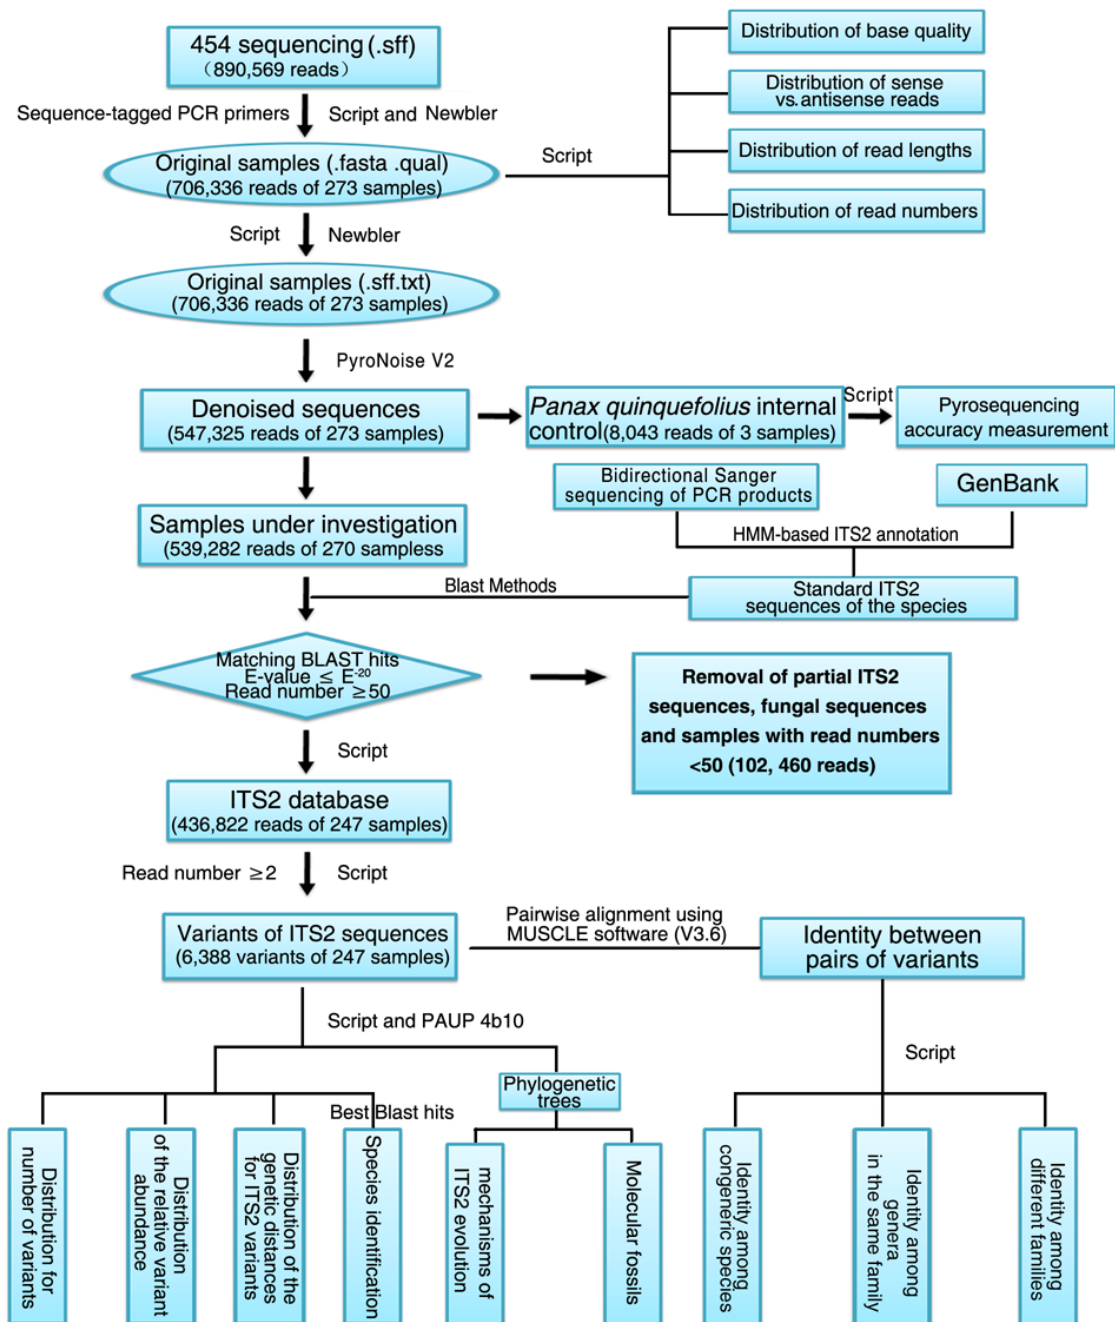 454 sequencing (.sff)
(890,569 reads)
Distribution of base quality
Distribution of sense
vs. antisense reads
Distribution of read lengths
Distribution of read numbers
Sequence-tagged PCR primers
Script and Newbler
Original samples (.fasta .qual)
(706,336 reads of 273 samples)
Script
Script
Newbler
Original samples (.sff.txt)
(706,336 reads of 273 samples)
PyroNoise V2
Denoised sequences
(547,325 reads of 273 samples)
Panax quinquefolius internal
control(8,043 reads of 3 samples)
Script
Pyrosequencing
accuracy measurement
Bidirectional Sanger
sequencing of PCR products
GenBank
Samples under investigation
(539,282 reads of 270 sampless
HMM-based ITS2 annotation
Blast Methods
Standard ITS2
sequences of the species
Matching BLAST hits
E-value ≤ E-20
Read number ≥50
Removal of partial ITS2
sequences, fungal sequences
and samples with read numbers
<50 (102, 460 reads)
Script
ITS2 database
(436,822 reads of 247 samples)
Read number ≥2
Script
Variants of ITS2 sequences
(6,388 variants of 247 samples)
Pairwise alignment using
MUSCLE software (V3.6)
Identity between
pairs of variants
Script and PAUP 4b10
Script
Phylogenetic
trees
Best Blast hits
Distribution for
number of variants
Distribution
of the relative variant
abundance
Distribution of the
genetic distances
for ITS2 variants
Species identification
mechanisms of
ITS2 evolution
Molecular fossils
Identity among
congeneric species
Identity among
genera
in the same family
Identity among
different families